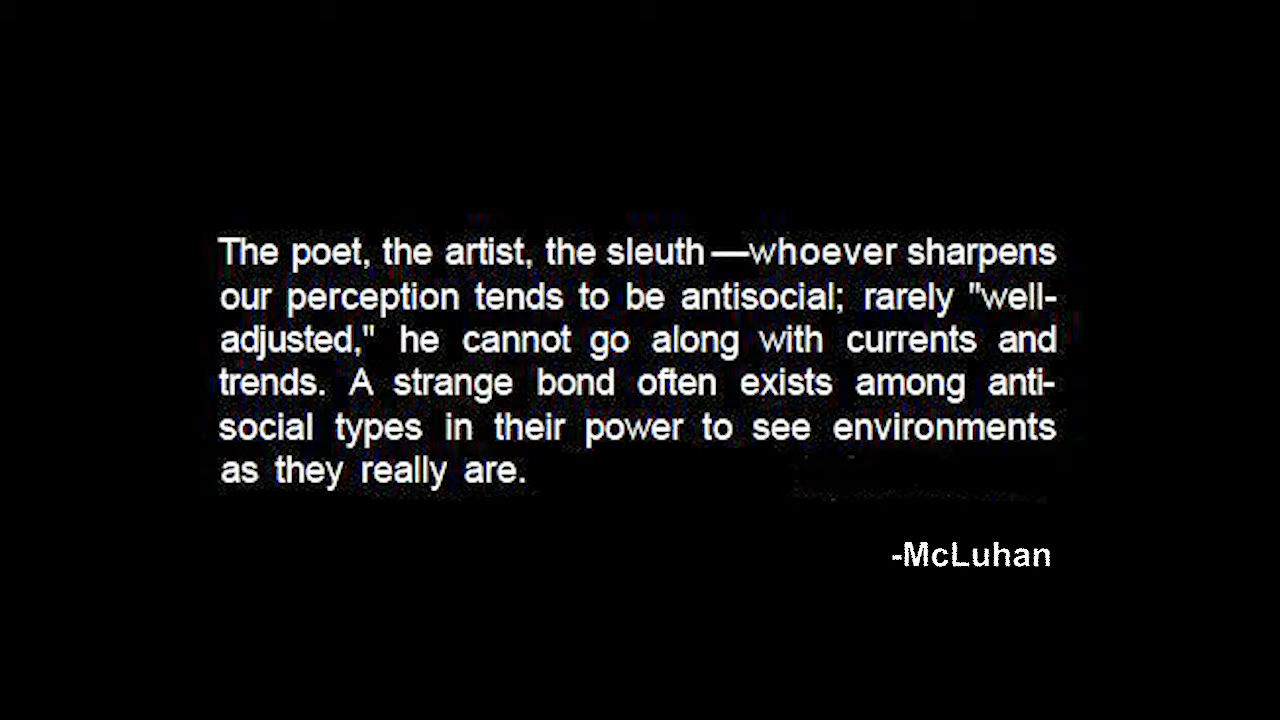 The poet, the artist, the sleuth—whoever sharpens
our perception tends to be antisocial; rarely "well-
adjusted," he cannot go along with currents and
trends. A strange bond often exists among anti-
social types in their power to see environments
as they really are.
-McLuhan